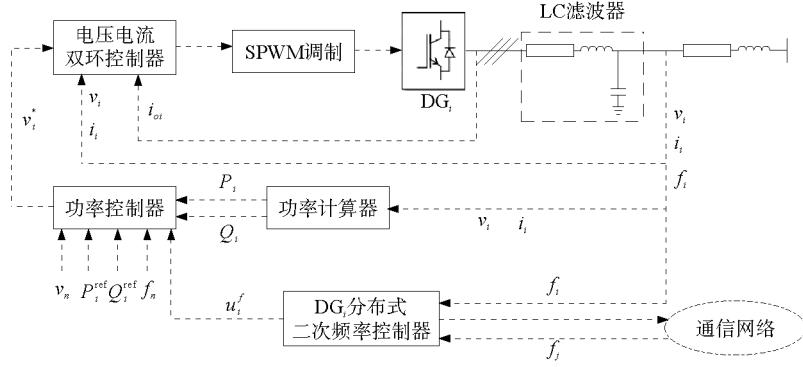 LC滤波器
电压电流
双环控制器
SPWM调制
DG_i
v_i
i_i
i_{oi}
v_i^*
v_i
i_i
f_i
P_i
功率控制器
功率计算器
Q_i
v_i i_i
v_n P_i^{ref} Q_i^{ref} f_n
u_i^f
f_i
DG_i分布式
二次频率控制器
通信网络
f_j